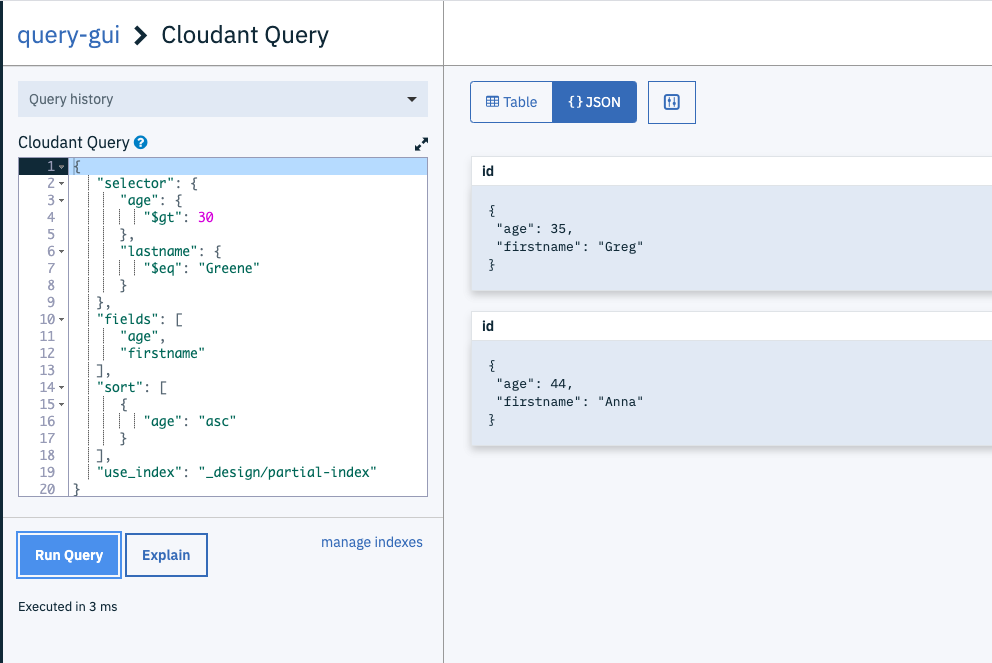 query-gui > Cloudant Query
Query history
Cloudant Query ?
1 {
2 "selector": {
3 "age": {
4 "$gt": 30
5 },
6 "lastname": {
7 "$eq": "Greene"
8 }
9 },
10 "fields": [
11 "age",
12 "firstname"
13 ],
14 "sort": [
15 {
16 "age": "asc"
17 }
18 ],
19 "use_index": "_design/partial-index"
20 }
Run Query
Explain
manage indexes
Executed in 3 ms
Table
{} JSON
id
{
"age": 35,
"firstname": "Greg"
}
id
{
"age": 44,
"firstname": "Anna"
}